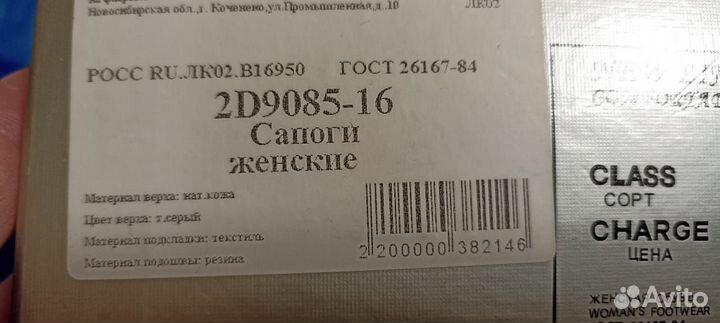 Новосибирская обл.,г. Коченево,ул.Промышленная,д.10
ЛК02
РОСС RU.ЛК02.В16950 ГОСТ 26167-84
2D9085-16
Сапоги
женские
Материал верха: нат.кожа
Цвет верха: т.серый
Материал подкладки: текстиль
Материал подошвы: резина
2 200000 382146
CLASS
СОРТ
CHARGE
ЦЕНА
WOMAN'S FOOTWEAR
Avito